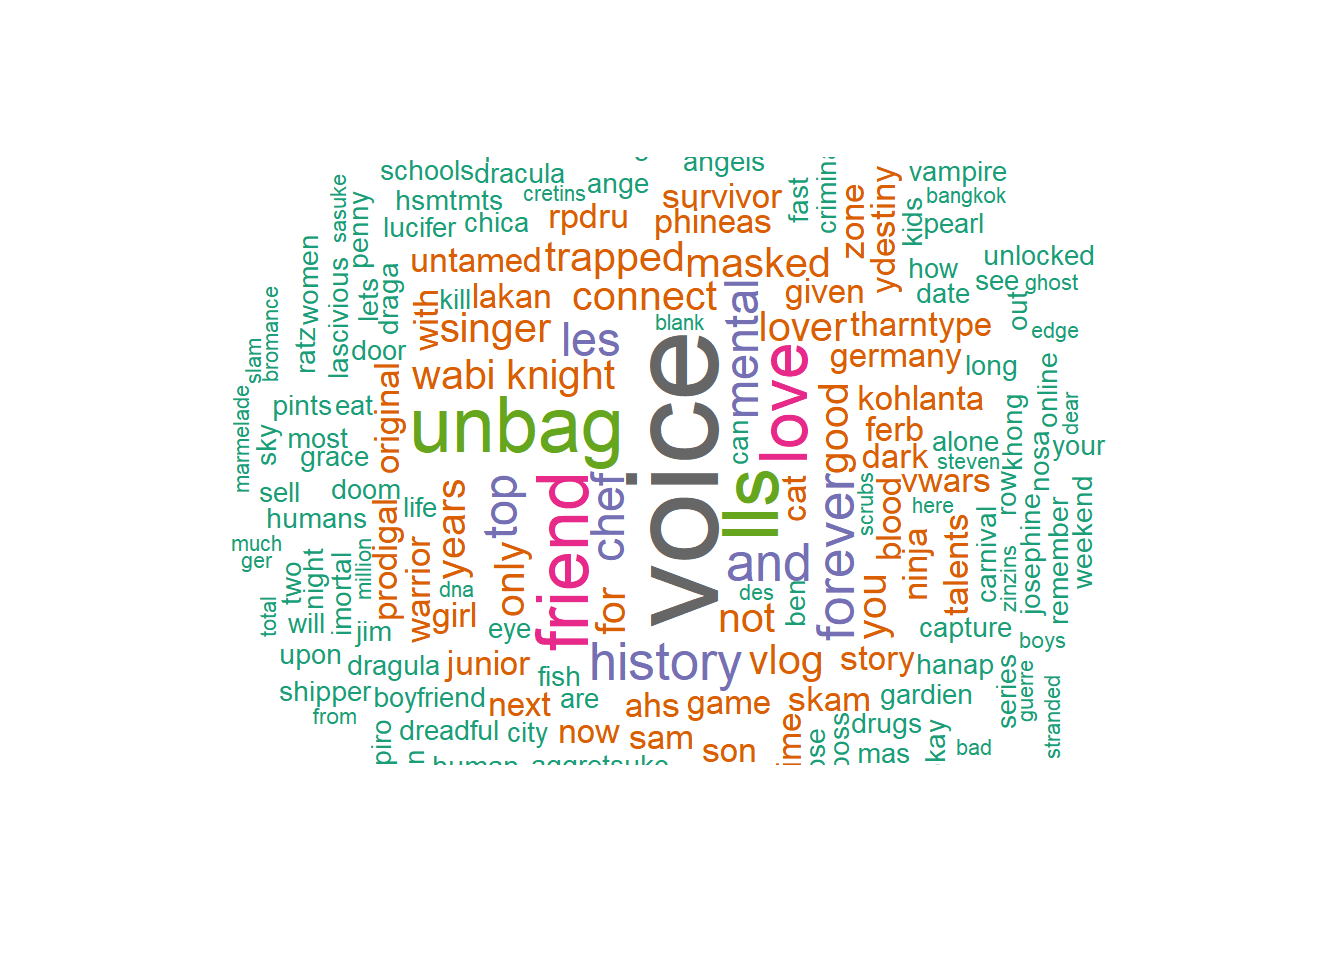 angels
schools
dracula
vampire
cretins
ange
fast
sasuke
hsmtmts
survivor
bangkok
penny
lucifer
chica
rpdru
phineas
zone
ydestiny
kids
pearl
women
untamed
trapped
masked
how
unlocked
ratz
lascivious
lets
draga
with
kill
lakan
connect
mental
given
date
see
ghost
out
bromance
slam
door
singer
les
blank
lover
tharntype
edge
wabi knight
voice
love
germany
long
original
unbag
forever
good
kohlanta
online
dear
marmelade
sky
pints
eat
most
grace
can
ferb
dark
alone
steven
khong
nosa
your
sell
doom
life
years
top
friend
chef
lls
cat
vwars
scrubs
blood
here
row
weekend
humans
prodigal
warrior
only
for
and
ninja
talents
carnival
zinzins
josephine
remember
much
ger
two
night
imortal
million
dna
des
ben
you
total
will
jim
girl
eye
not
capture
boys
upon
dragula
junior
fish
history
vlog
story
hanap
series
guerre
stranded
shipper
boyfriend
next
are
ahs
game
skam
gardien
from
dreadful
city
now
sam
son
boss
drugs
mas
kay
bad
aggretsuke
human